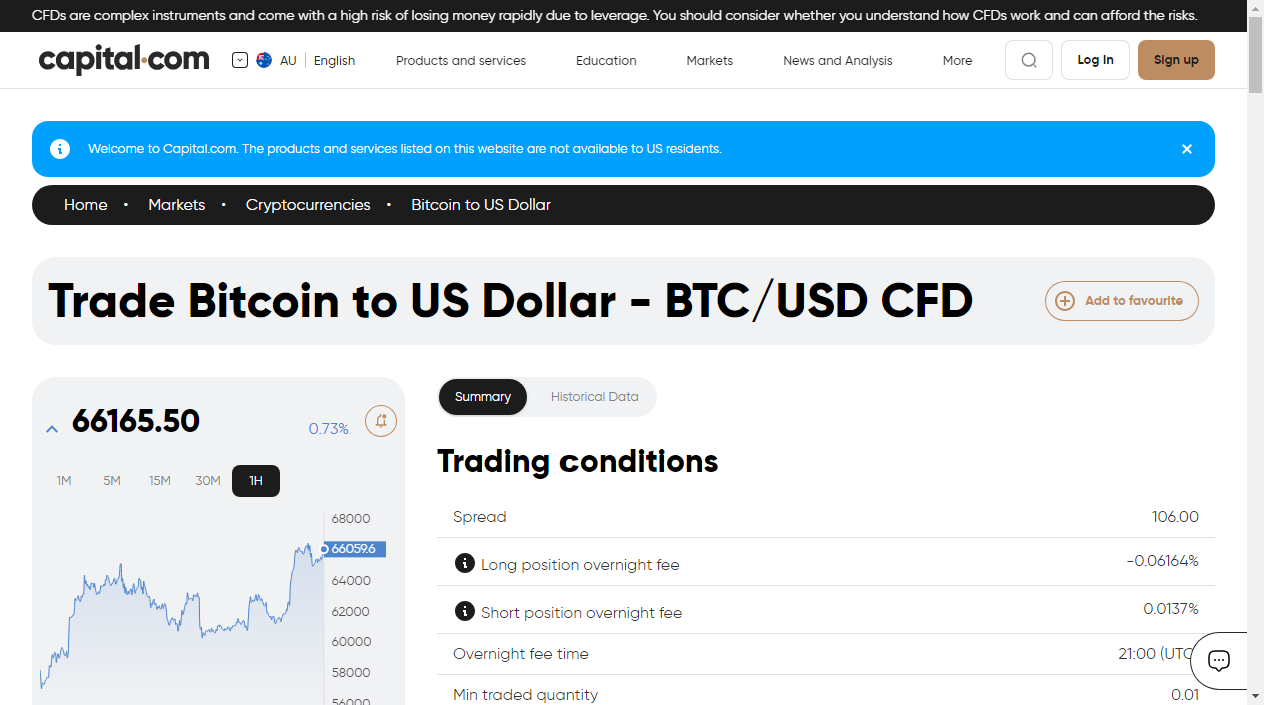 CFDs are complex instruments and come with a high risk of losing money rapidly due to leverage. You should consider whether you understand how CFDs work and can afford the risks.
capital.com
AU
English
Products and services
Education
Markets
News and Analysis
More
Log In
Sign up
Welcome to Capital.com. The products and services listed on this website are not available to US residents.
Home • Markets • Cryptocurrencies • Bitcoin to US Dollar
Trade Bitcoin to US Dollar - BTC/USD CFD
Add to favourite
66165.50
0.73%
1M 5M 15M 30M 1H
68000
66059.6
64000
62000
60000
58000
56000
Summary
Historical Data
Trading conditions
Spread 106.00
Long position overnight fee -0.06164%
Short position overnight fee 0.0137%
Overnight fee time 21:00 (UTC
Min traded quantity 0.01